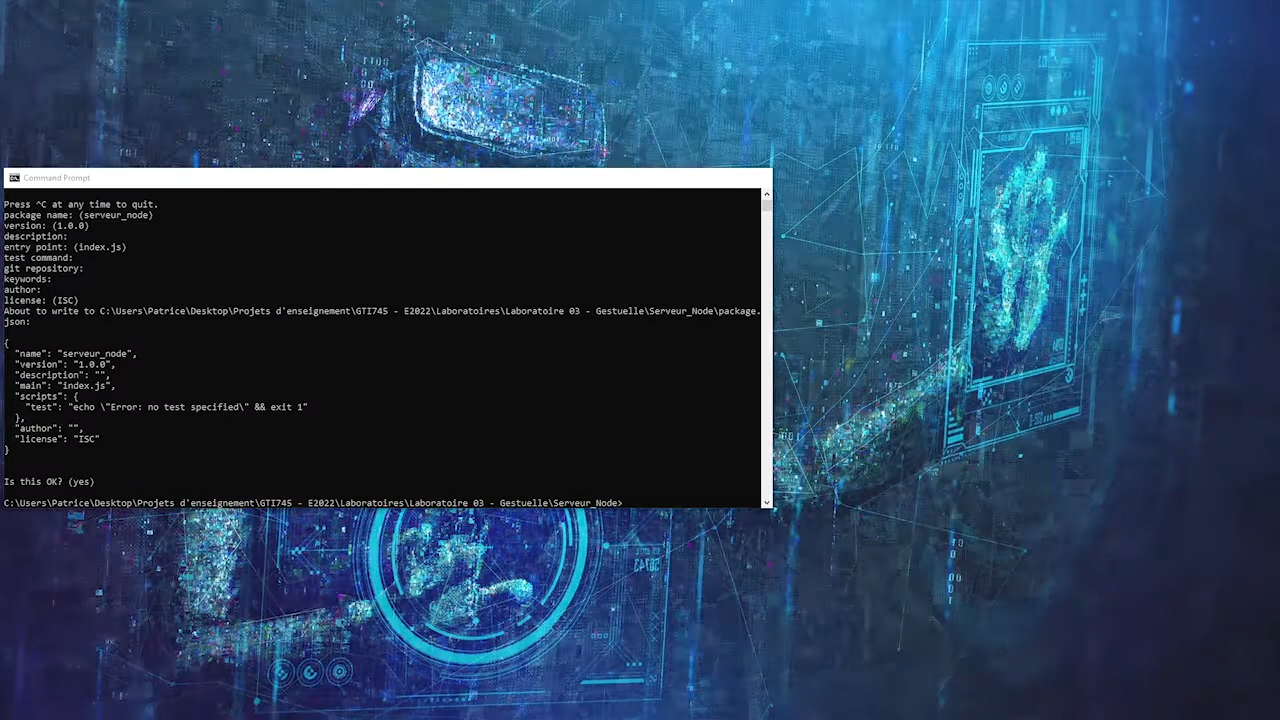 Command Prompt
Press ^C at any time to quit.
package name: (serveur_node)
version: (1.0.0)
description:
entry point: (index.js)
test command:
git repository:
keywords:
author:
license: (ISC)
About to write to C:\Users\Patrice\Desktop\Projets d'enseignement\GTI745 - E2022\Laboratoires\Laboratoire 03 - Gestuelle\Serveur_Node\package.
json:
{
  "name": "serveur_node",
  "version": "1.0.0",
  "description": "",
  "main": "index.js",
  "scripts": {
    "test": "echo \"Error: no test specified\" && exit 1"
  },
  "author": "",
  "license": "ISC"
}
Is this OK? (yes)
C:\Users\Patrice\Desktop\Projets d'enseignement\GTI745 - E2022\Laboratoires\Laboratoire 03 - Gestuelle\Serveur_Node>